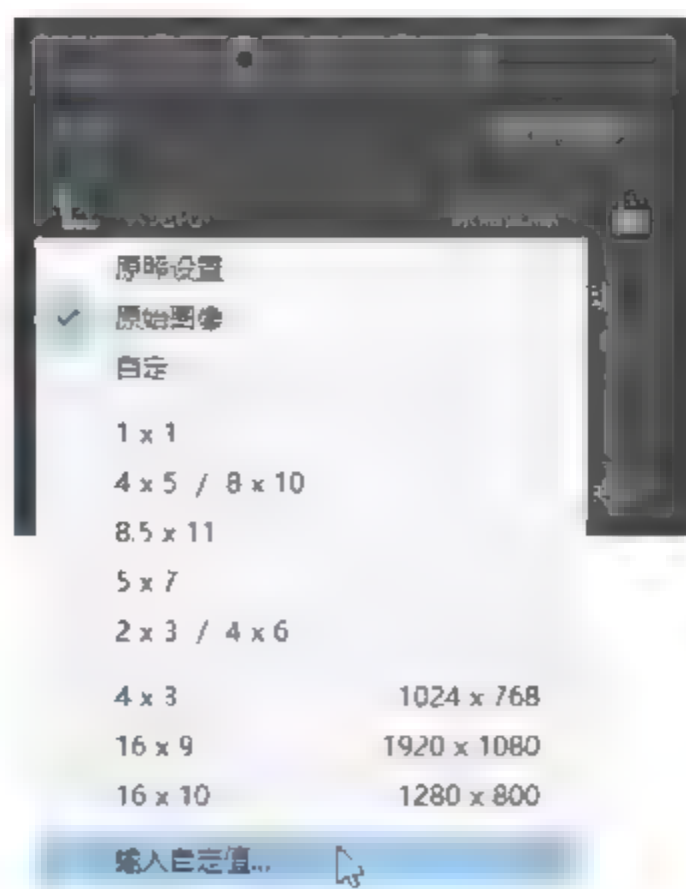 原照设置
原始图像
自定
1 x 1
4 x 5 / 8 x 10
8.5 x 11
5 x 7
2 x 3 / 4 x 6
4 x 3 1024 x 768
16 x 9 1920 x 1080
16 x 10 1280 x 800
输入自定值...